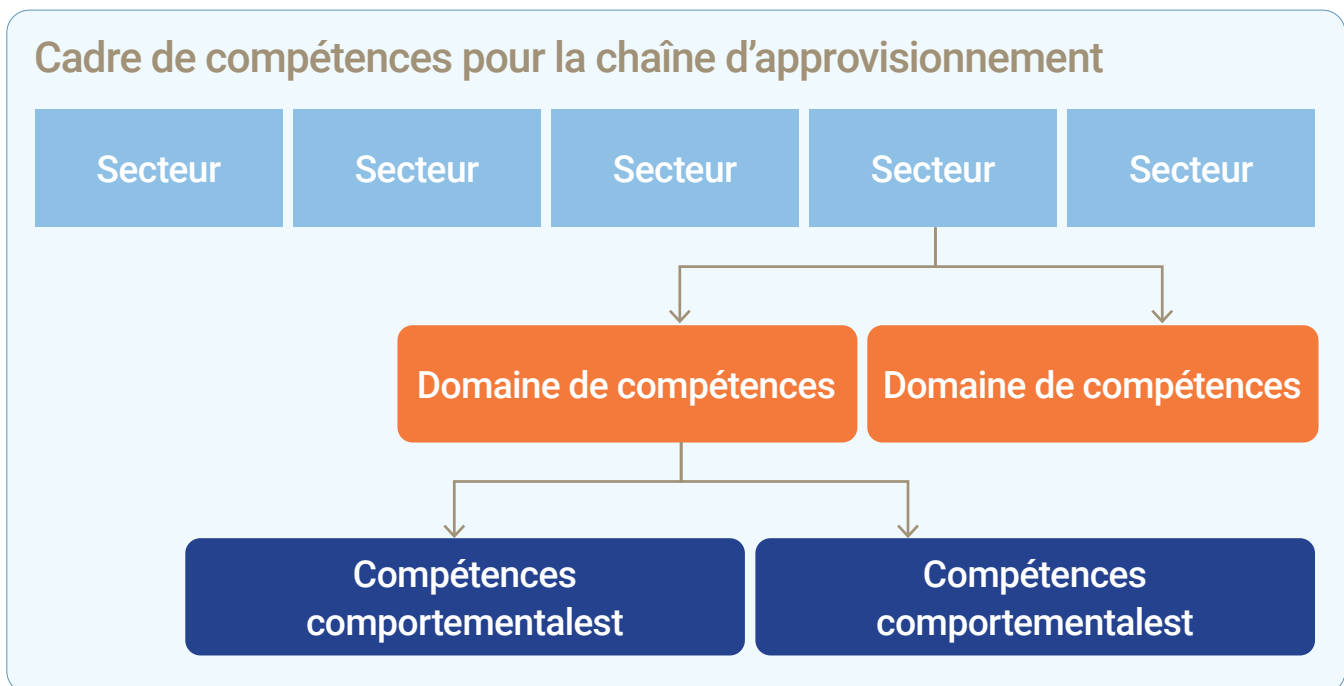 Cadre de compétences pour la chaîne d’approvisionnement
Secteur
Secteur
Secteur
Secteur
Secteur
Domaine de compétences
Domaine de compétences
Compétences
comportementalest
Compétences
comportementalest